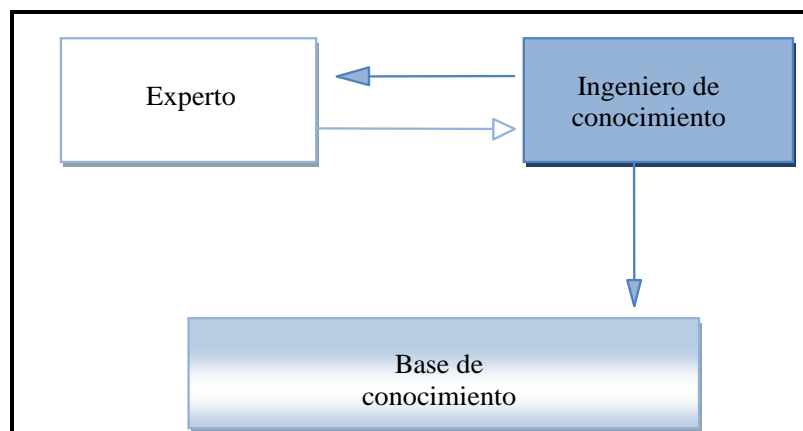 Experto
Ingeniero de
conocimiento
Base de
conocimiento